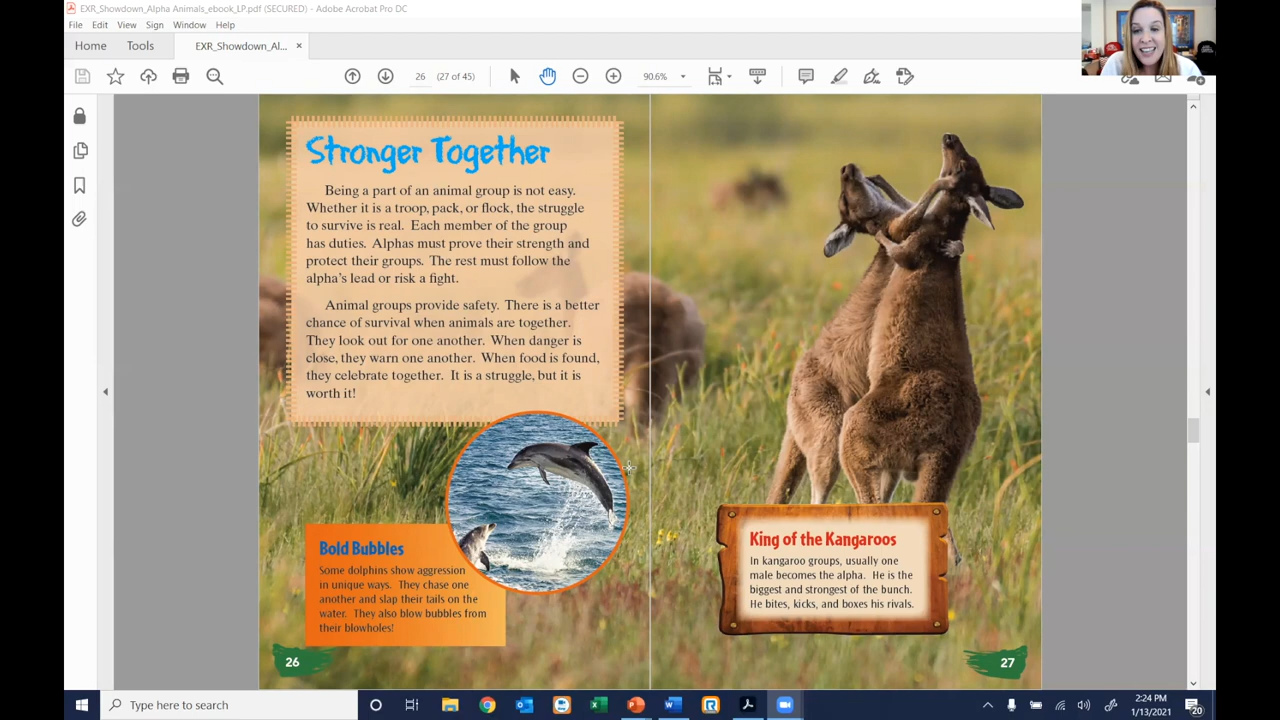 EXR_Showdown_Alpha Animals_ebook_LP.pdf (SECURED) - Adobe Acrobat Pro DC
File Edit View Sign Window Help
Home Tools EXR_Showdown_Al... ×
26 (27 of 45) 90.6%
Stronger Together
Being a part of an animal group is not easy.
Whether it is a troop, pack, or flock, the struggle
to survive is real. Each member of the group
has duties. Alphas must prove their strength and
protect their groups. The rest must follow the
alpha's lead or risk a fight.
Animal groups provide safety. There is a better
chance of survival when animals are together.
They look out for one another. When danger is
close, they warn one another. When food is found,
they celebrate together. It is a struggle, but it is
worth it!
Bold Bubbles
Some dolphins show aggression
in unique ways. They chase one
another and slap their tails on the
water. They also blow bubbles from
their blowholes!
26
King of the Kangaroos
In kangaroo groups, usually one
male becomes the alpha. He is the
biggest and strongest of the bunch.
He bites, kicks, and boxes his rivals.
27
Type here to search
2:24 PM
1/13/2021
20